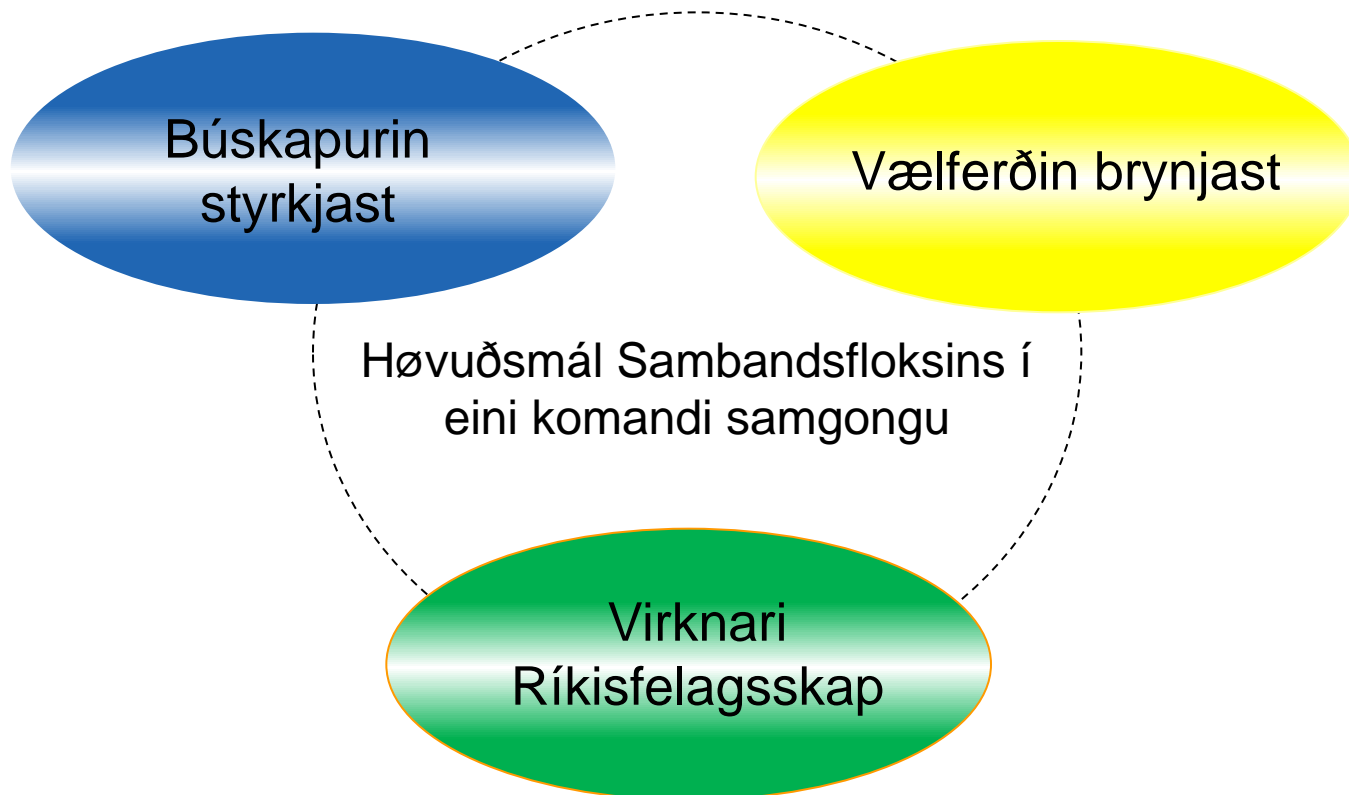 Búskapurin
styrkjast
Vælferðin brynjast
Høvuðsmál Sambandsfloksins í
eini komandi samgongu
Virknari
Ríkisfelagsskap